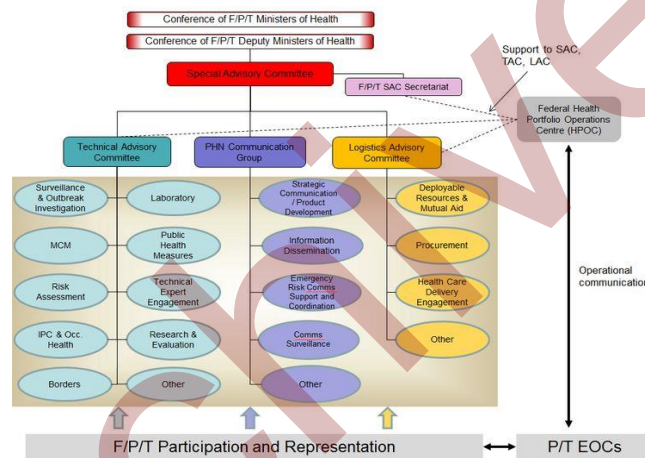 Conference of F/P/T Ministers of Health
Conference of F/P/T Deputy Ministers of Health
Special Advisory Committee
F/P/T SAC Secretariat
Support to SAC,
TAC, LAC
Federal Health
Portfolio Operations
Centre (HPOC)
Technical Advisory
Committee
PHN Communication
Group
Logistics Advisory
Committee
Surveillance
& Outbreak
Investigation
Laboratory
Strategic
Communication
/ Product
Development
Deployable
Resources &
Mutual Aid
MCM
Public
Health
Measures
Information
Dissemination
Procurement
Risk
Assessment
Technical
Expert
Engagement
Emergency
Risk Comms
Support and
Coordination
Health Care
Delivery
Engagement
Operational
communication
IPC & Occ.
Health
Research &
Evaluation
Comms
Surveillance
Other
Borders
Other
Other
F/P/T Participation and Representation
P/T EOCs